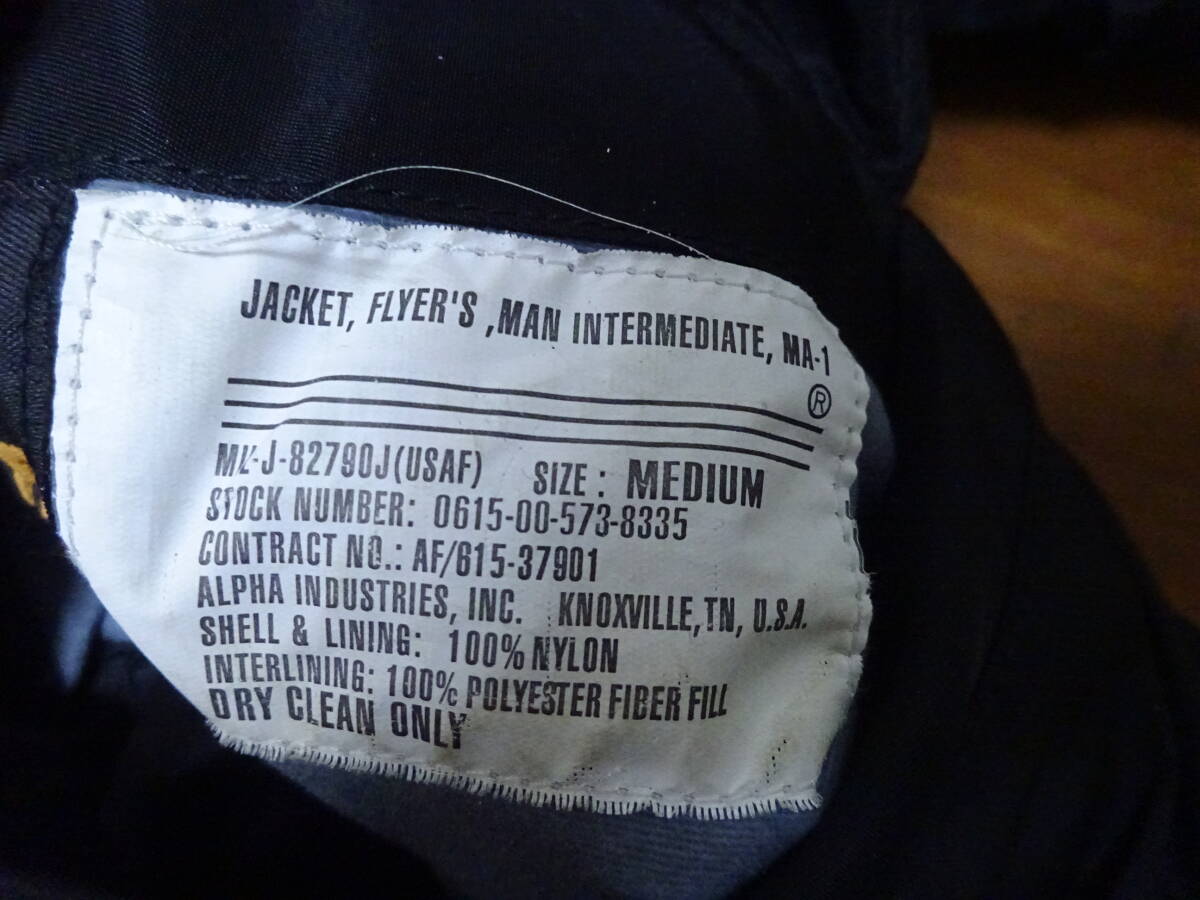 JACKET, FLYER'S ,MAN INTERMEDIATE, MA-1
®
MIL-J-82790J(USAF) SIZE : MEDIUM
STOCK NUMBER: 0615-00-573-8335
CONTRACT NO.: AF/615-37901
ALPHA INDUSTRIES, INC. KNOXVILLE,TN, U.S.A.
SHELL & LINING: 100% NYLON
INTERLINING: 100% POLYESTER FIBER FILL
DRY CLEAN ONLY